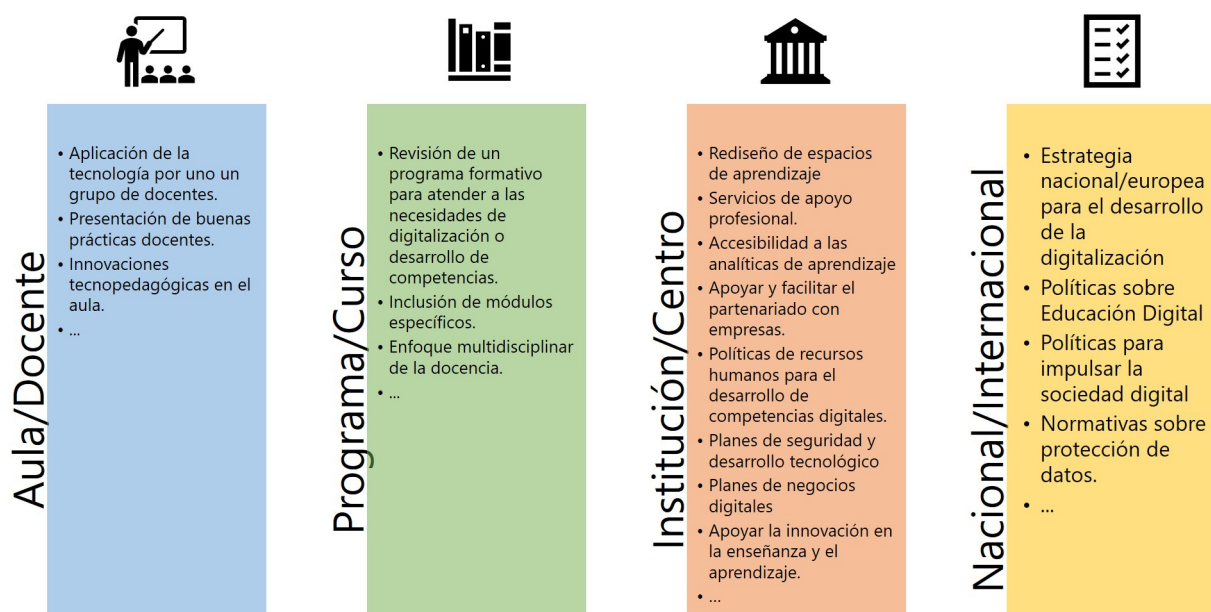 Aula/Docente
• Aplicación de la
tecnología por uno un
grupo de docentes.
• Presentación de buenas
prácticas docentes.
• Innovaciones
tecnopedagógicas en el
aula.
• ...
Programa/Curso
• Revisión de un
programa formativo
para atender a las
necesidades de
digitalización o
desarrollo de
competencias.
• Inclusión de módulos
específicos.
• Enfoque multidisciplinar
de la docencia.
• ...
Institución/Centro
• Rediseño de espacios
de aprendizaje
• Servicios de apoyo
profesional.
• Accesibilidad a las
analíticas de aprendizaje
• Apoyar y facilitar el
partenariado con
empresas.
• Políticas de recursos
humanos para el
desarrollo de
competencias digitales.
• Planes de seguridad y
desarrollo tecnológico
• Planes de negocios
digitales
• Apoyar la innovación en
la enseñanza y el
aprendizaje.
• ...
Nacional/Internacional
• Estrategia
nacional/europea
para el desarrollo
de la
digitalización
• Políticas sobre
Educación Digital
• Políticas para
impulsar la
sociedad digital
• Normativas sobre
protección de
datos.
• ...